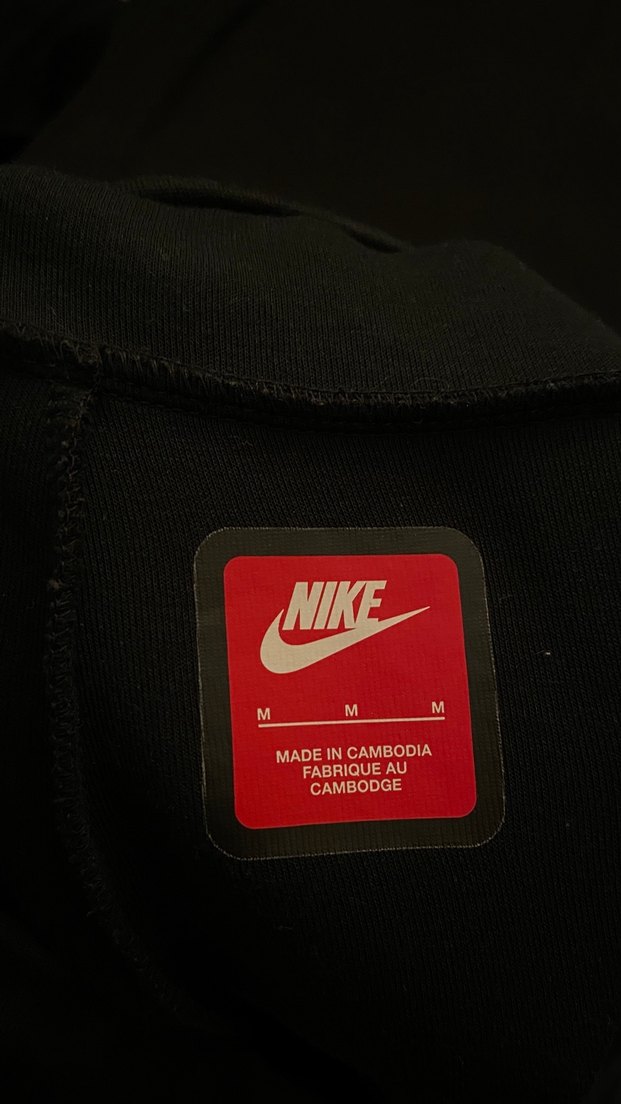 NIKE
M M M
MADE IN CAMBODIA
FABRIQUE AU
CAMBODGE